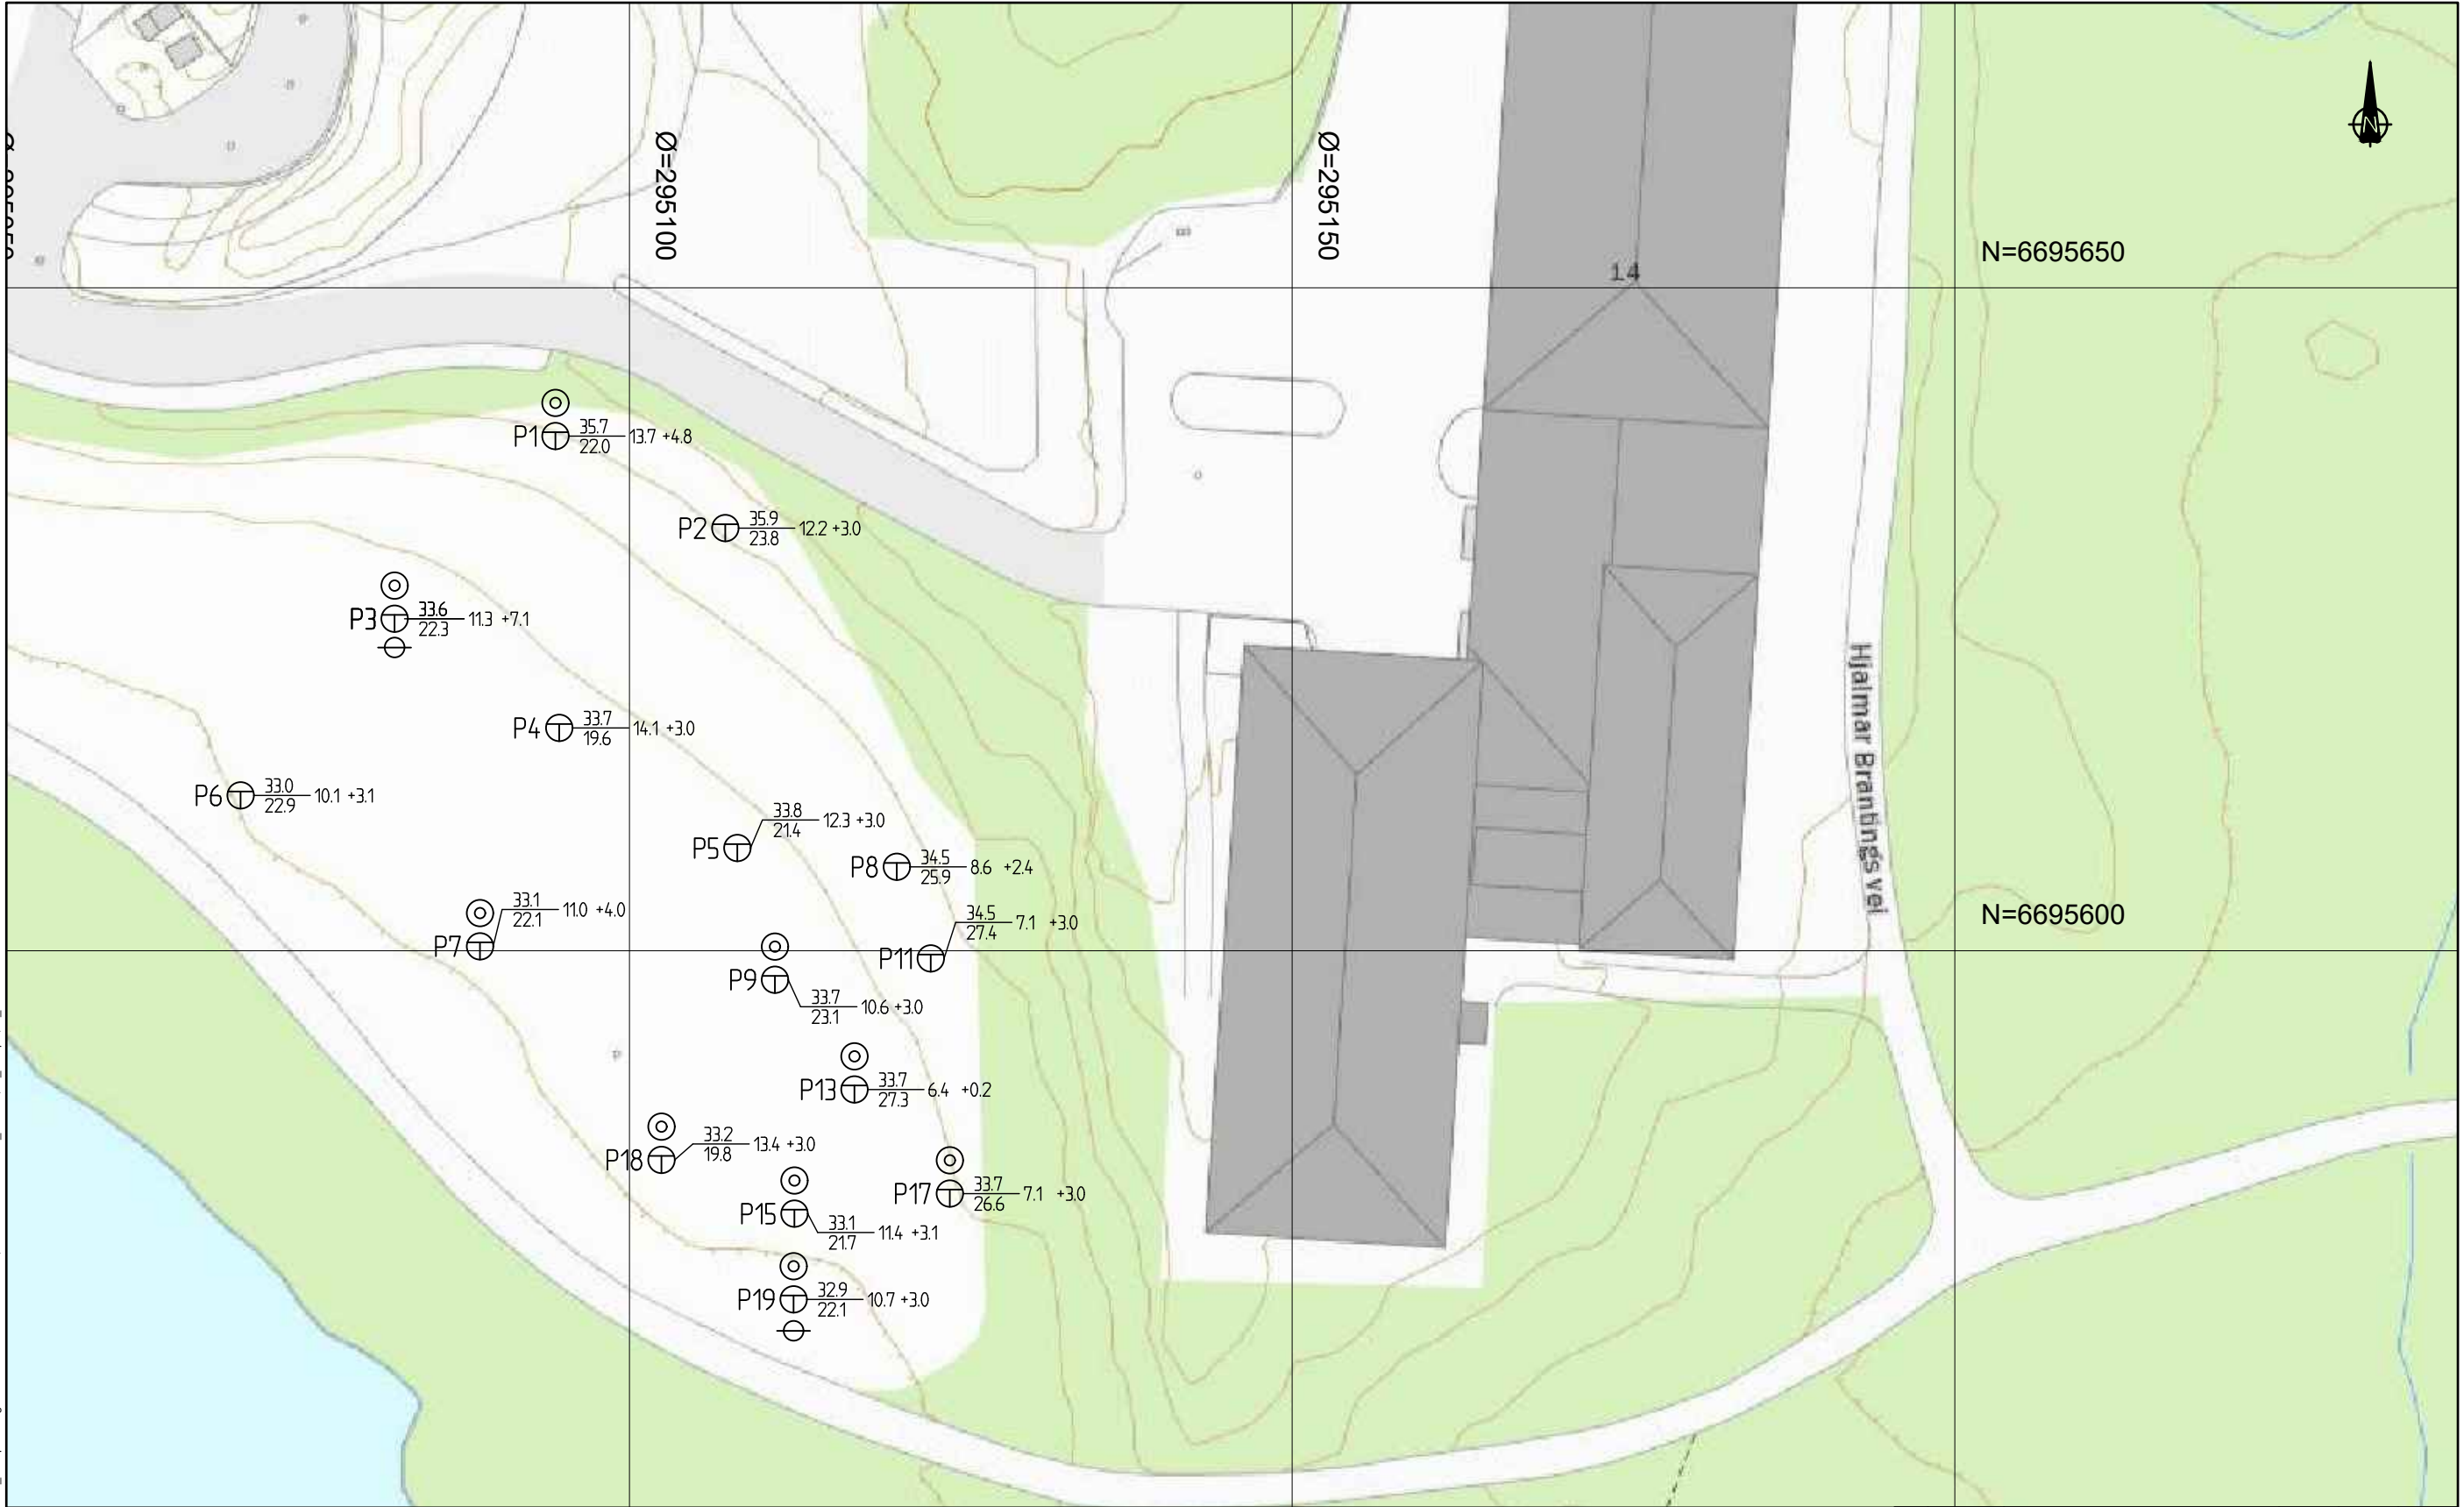 N
Ø=295100
Ø=295150
N=6695650
14
P1 35.7 22.0 13.7 +4.8
P2 35.9 23.8 12.2 +3.0
P3 33.6 22.3 11.3 +7.1
P4 33.7 19.6 14.1 +3.0
Hjalmar Brantings vei
P6 33.0 22.9 10.1 +3.1
P5 33.8 21.4 12.3 +3.0
P8 34.5 25.9 8.6 +2.4
P7 33.1 22.1 11.0 +4.0
N=6695600
P11 34.5 27.4 7.1 +3.0
P9 33.7 23.1 10.6 +3.0
P13 33.7 27.3 6.4 +0.2
P18 33.2 19.8 13.4 +3.0
P17 33.7 26.6 7.1 +3.0
P15 33.1 21.7 11.4 +3.1
P19 32.9 22.1 10.7 +3.0